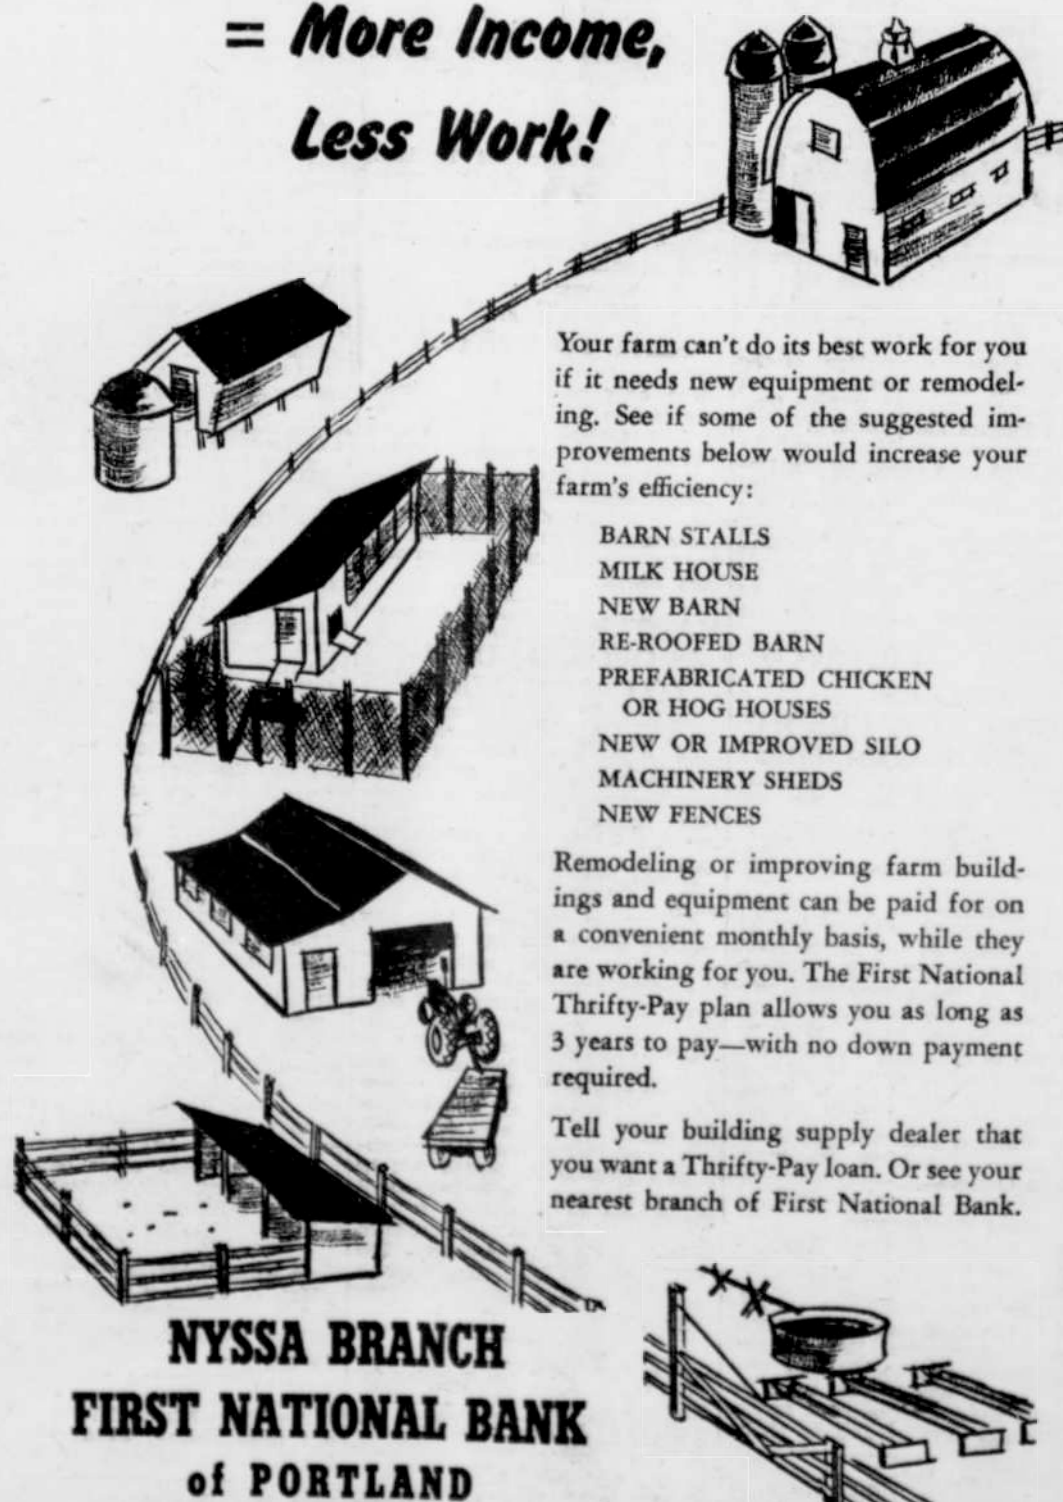 = More Income,
Less Work!
Your farm can't do its best work for you
if it needs new equipment or remodel-
ing. See if some of the suggested im-
provements below would increase your
farm's efficiency:
BARN STALLS
MILK HOUSE
NEW BARN
RE-ROOFED BARN
PREFABRICATED CHICKEN
OR HOG HOUSES
NEW OR IMPROVED SILO
MACHINERY SHEDS
NEW FENCES
Remodeling or improving farm build-
ings and equipment can be paid for on
a convenient monthly basis, while they
are working for you. The First National
Thrifty-Pay plan allows you as long as
3 years to pay—with no down payment
required.
Tell your building supply dealer that
you want a Thrifty-Pay loan. Or see your
nearest branch of First National Bank.
NYSSA BRANCH
FIRST NATIONAL BANK
of PORTLAND